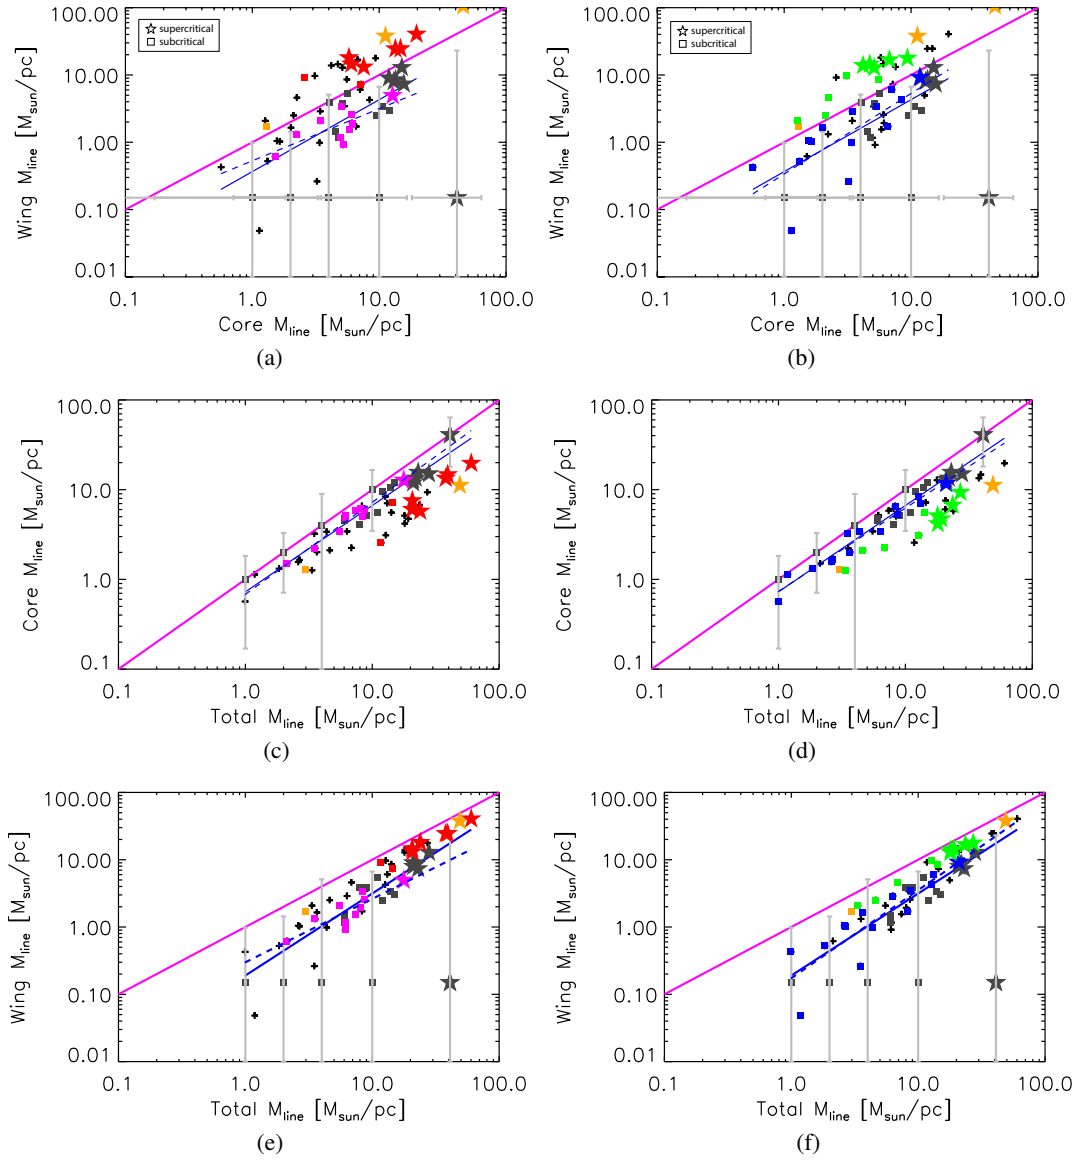 100.00
10.00
1.00
0.10
0.01
Wing M_line [M_sun/pc]
supercritical
subcritical
0.1 1.0 10.0 100.0
Core M_line [M_sun/pc]
(a)
100.00
10.00
1.00
0.10
0.01
Wing M_line [M_sun/pc]
supercritical
subcritical
0.1 1.0 10.0 100.0
Core M_line [M_sun/pc]
(b)
100.0
10.0
1.0
0.1
Core M_line [M_sun/pc]
0.1 1.0 10.0 100.0
Total M_line [M_sun/pc]
(c)
100.0
10.0
1.0
0.1
Core M_line [M_sun/pc]
0.1 1.0 10.0 100.0
Total M_line [M_sun/pc]
(d)
100.00
10.00
1.00
0.10
0.01
Wing M_line [M_sun/pc]
0.1 1.0 10.0 100.0
Total M_line [M_sun/pc]
(e)
100.00
10.00
1.00
0.10
0.01
Wing M_line [M_sun/pc]
0.1 1.0 10.0 100.0
Total M_line [M_sun/pc]
(f)